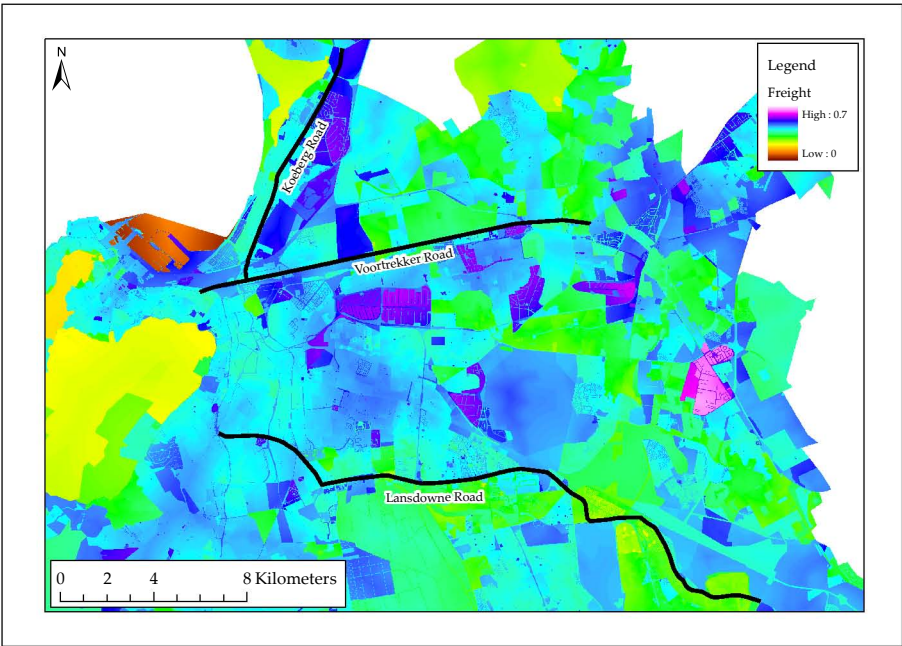 N
Legend
Freight
High : 0.7
Low : 0
Koeberg Road
Voortrekker Road
Lansdowne Road
0 2 4 8 Kilometers